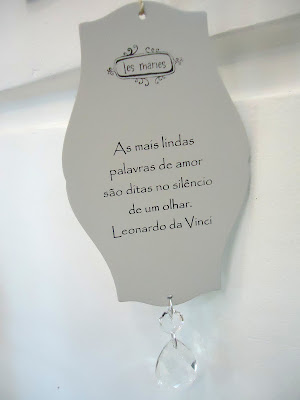 les maries
As mais lindas
palavras de amor
são ditas no silêncio
de um olhar.
Leonardo da Vinci